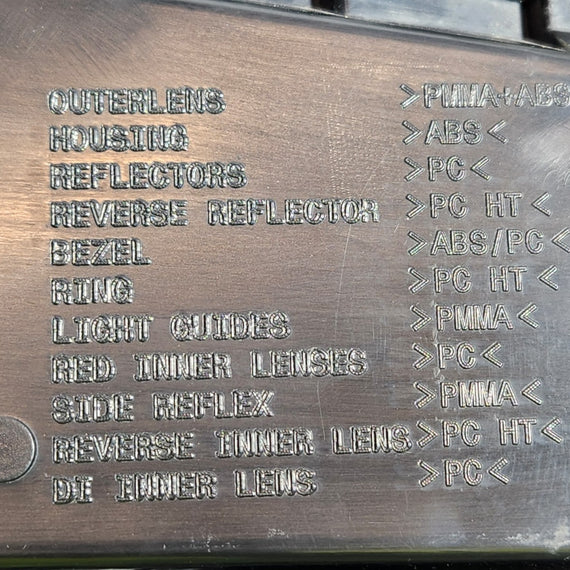 OUTERLENS >PMMA+ABS
HOUSING >ABS<
REFLECTORS >PC<
REVERSE REFLECTOR >PC HT<
BEZEL >ABS/PC<
RING >PC HT<
LIGHT GUIDES >PMMA<
RED INNER LENSES >PC<
SIDE REFLEX >PMMA<
REVERSE INNER LENS >PC HT<
DI INNER LENS >PC<